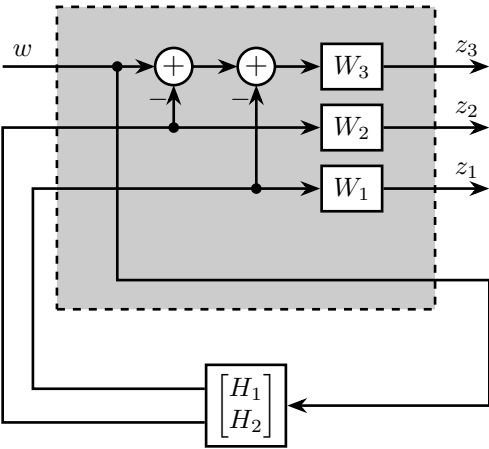 w + + W₃ z₃
− −
W₂ z₂
W₁ z₁
H₁
H₂